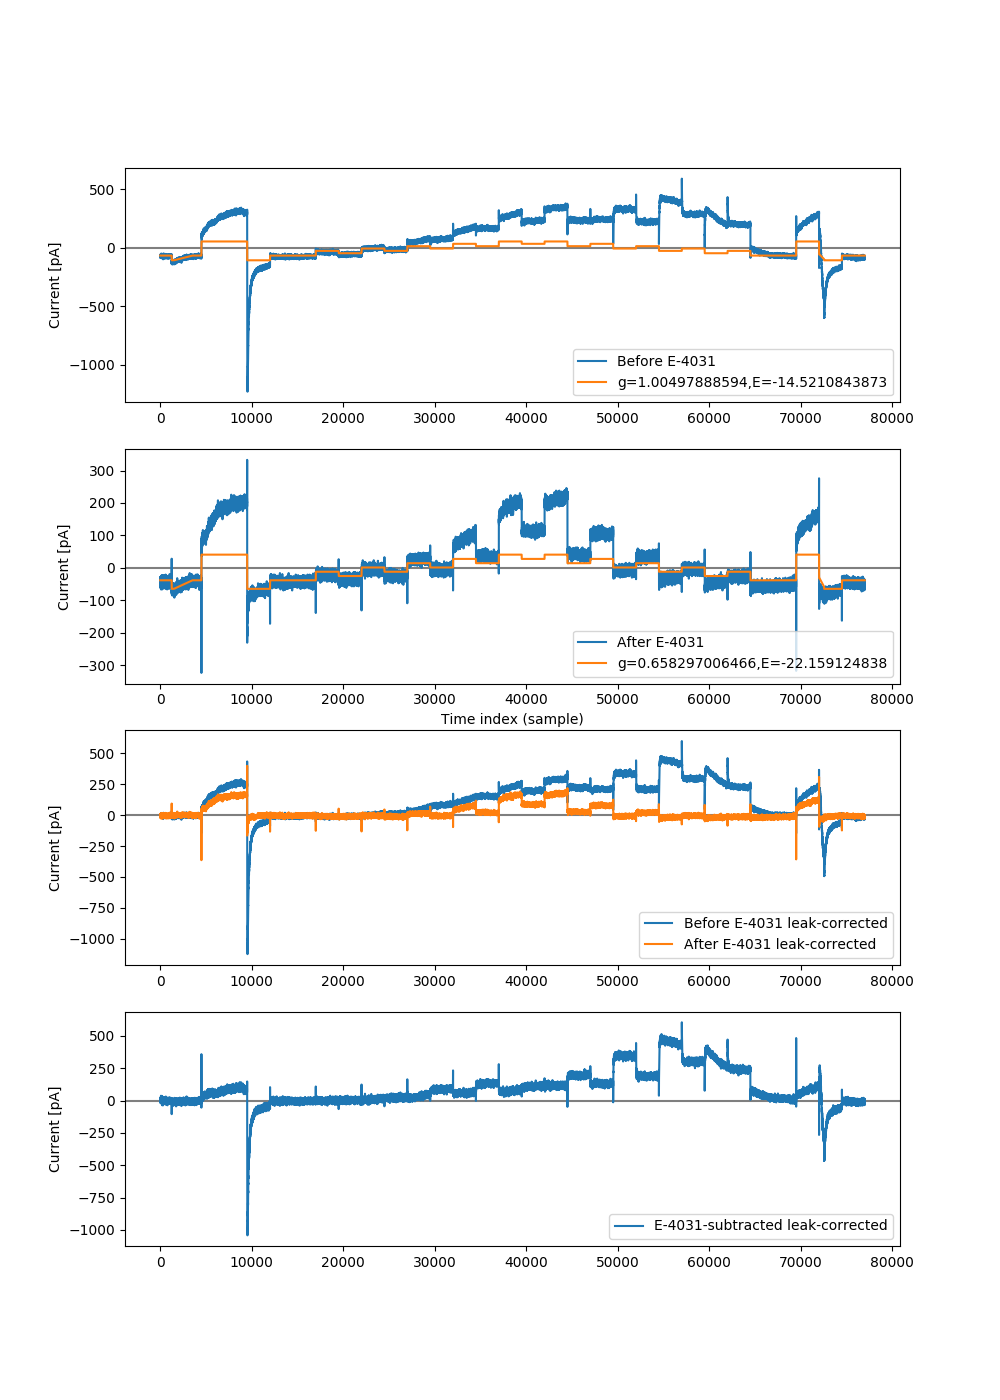 500
0
−500
−1000
Current [pA]
Before E-4031
g=1.00497888594,E=-14.5210843873
0 10000 20000 30000 40000 50000 60000 70000 80000
300
200
100
0
−100
−200
−300
Current [pA]
After E-4031
g=0.658297006466,E=-22.159124838
0 10000 20000 30000 40000 50000 60000 70000 80000
Time index (sample)
500
250
0
−250
−500
−750
−1000
Current [pA]
Before E-4031 leak-corrected
After E-4031 leak-corrected
0 10000 20000 30000 40000 50000 60000 70000 80000
500
250
0
−250
−500
−750
−1000
Current [pA]
E-4031-subtracted leak-corrected
0 10000 20000 30000 40000 50000 60000 70000 80000